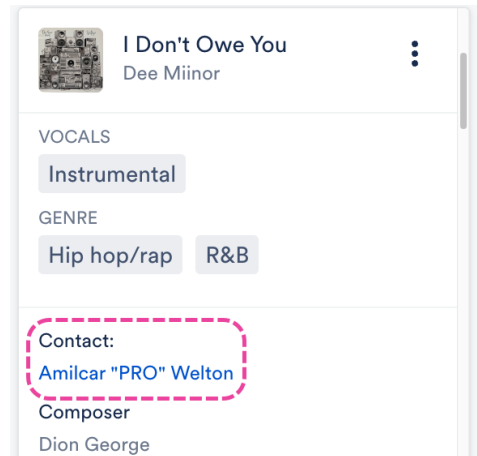 I Don't Owe You
Dee Miinor
VOCALS
Instrumental
GENRE
Hip hop/rap R&B
Contact:
Amilcar "PRO" Welton
Composer
Dion George